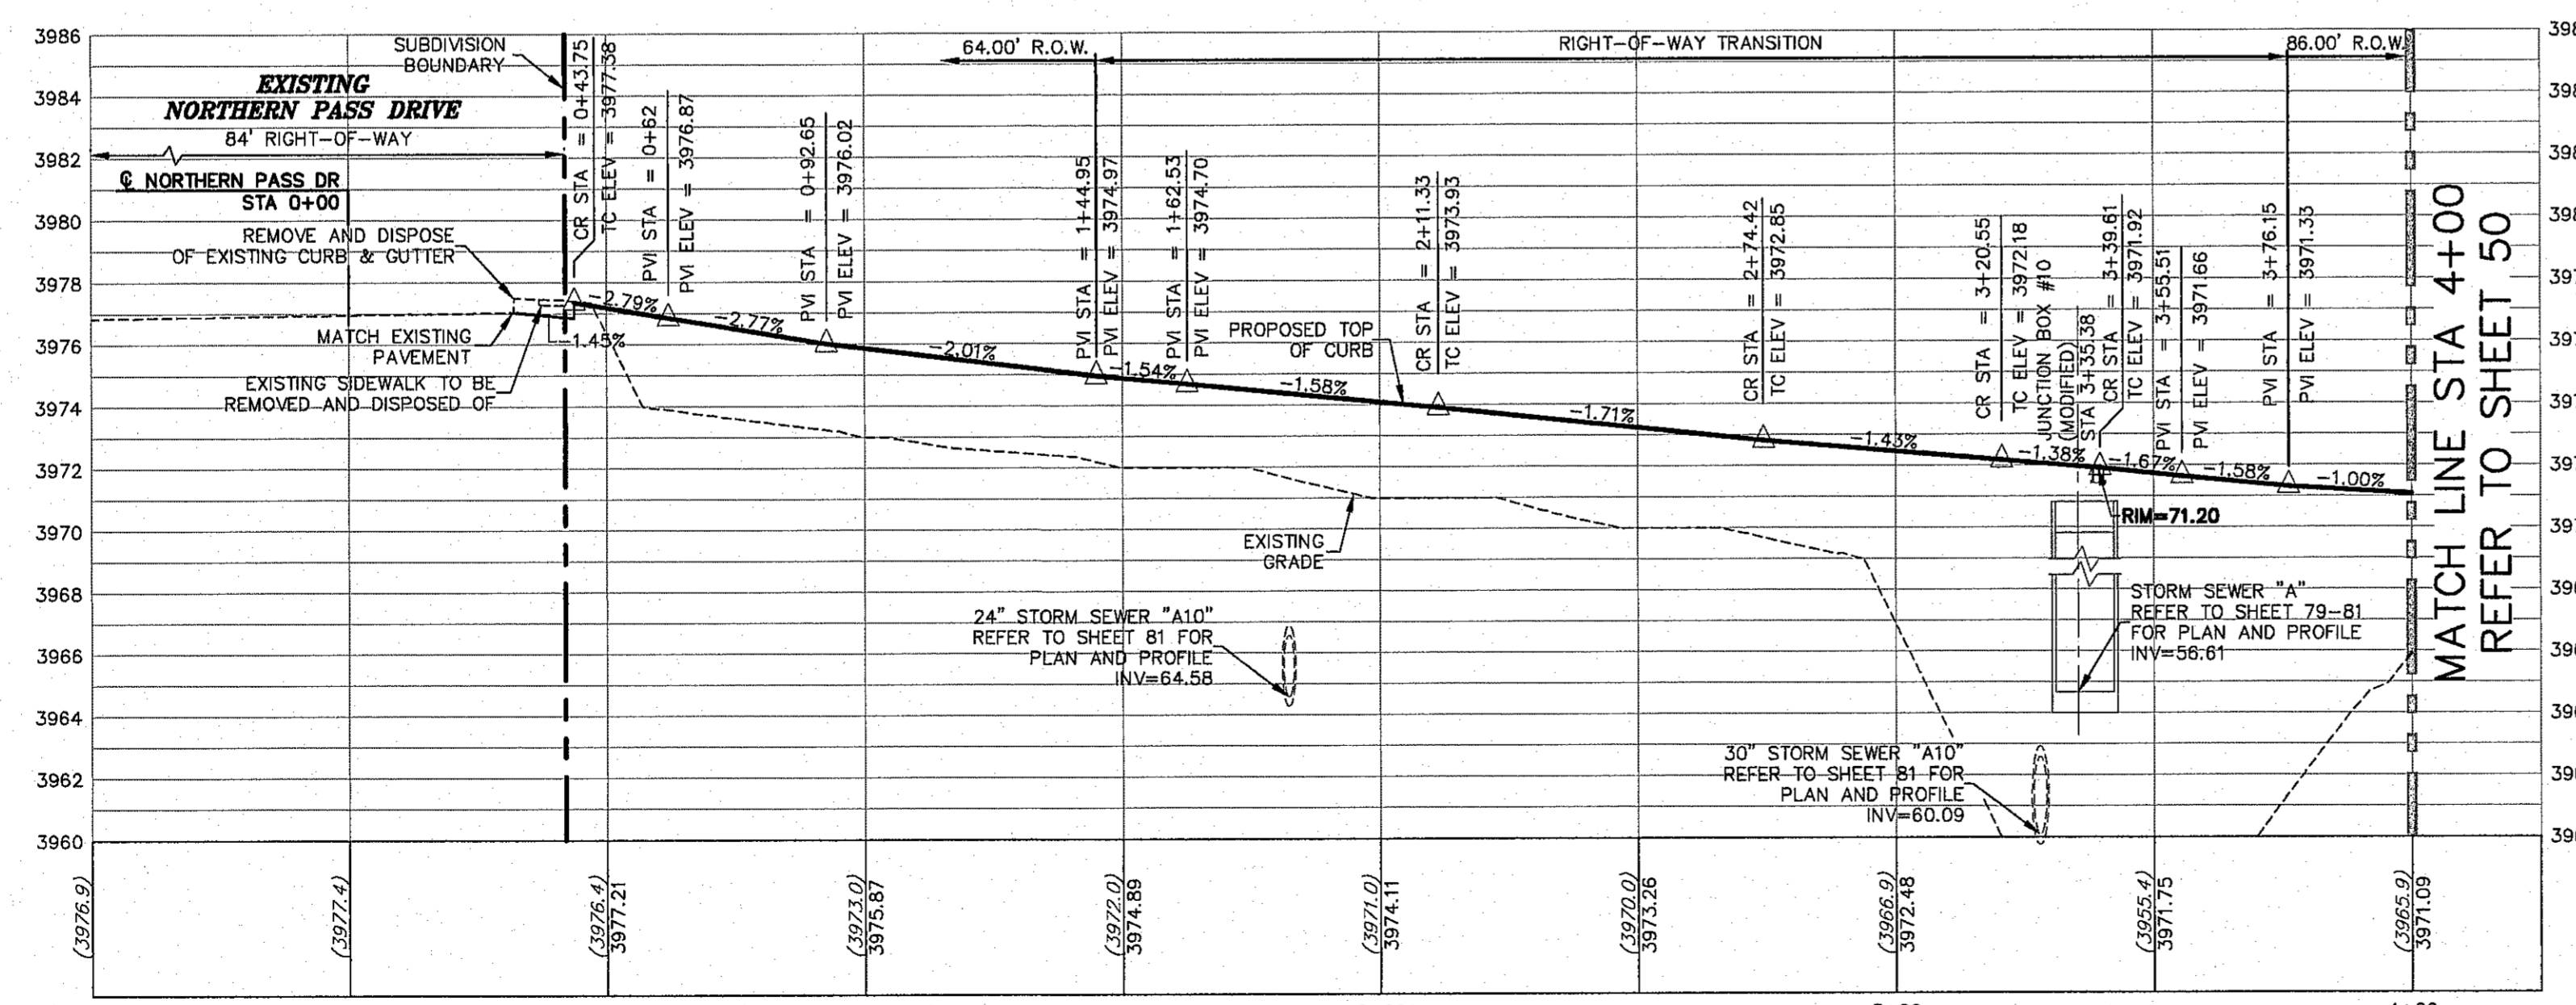 3986
3984
3982
3980
3978
3976
3974
3972
3970
3968
3966
3964
3962
3960
SUBDIVISION
BOUNDARY
EXISTING
NORTHERN PASS DRIVE
84' RIGHT-OF-WAY
℄ NORTHERN PASS DR
STA 0+00
REMOVE AND DISPOSE
OF EXISTING CURB & GUTTER
MATCH EXISTING
PAVEMENT
EXISTING SIDEWALK TO BE
REMOVED AND DISPOSED OF
CR STA = 0+43.75
TC ELEV = 3977.38
PVI STA = 0+62
PVI ELEV = 3976.87
PVI STA = 0+92.65
PVI ELEV = 3976.02
64.00' R.O.W.
RIGHT-OF-WAY TRANSITION
86.00' R.O.W.
PVI STA = 1+44.95
PVI ELEV = 3974.97
PVI STA = 1+62.53
PVI ELEV = 3974.70
CR STA = 2+11.33
TC ELEV = 3973.93
CR STA = 2+74.42
TC ELEV = 3972.85
CR STA = 3+20.55
TC ELEV = 3972.18
JUNCTION BOX #10
(MODIFIED)
STA 3+35.38
CR STA = 3+39.61
TC ELEV = 3971.92
PVI STA = 3+55.51
PVI ELEV = 3971.66
PVI STA = 3+76.15
PVI ELEV = 3971.33
-1.45%
-2.79%
-2.77%
-2.01%
-1.54%
-1.58%
-1.71%
-1.43%
-1.38%
-1.67%
-1.58%
-1.00%
PROPOSED TOP
OF CURB
EXISTING
GRADE
RIM=71.20
24" STORM SEWER "A10"
REFER TO SHEET 81 FOR
PLAN AND PROFILE
INV=64.58
STORM SEWER "A"
REFER TO SHEET 79-81
FOR PLAN AND PROFILE
INV=56.61
30" STORM SEWER "A10"
REFER TO SHEET 81 FOR
PLAN AND PROFILE
INV=60.09
MATCH LINE STA 4+00
REFER TO SHEET 50
(3976.9)
(3977.4)
(3976.4)
3977.21
(3973.0)
3975.87
(3972.0)
3974.89
(3971.0)
3974.11
(3970.0)
3973.26
(3966.9)
3972.48
(3955.4)
3971.75
(3965.9)
3971.09